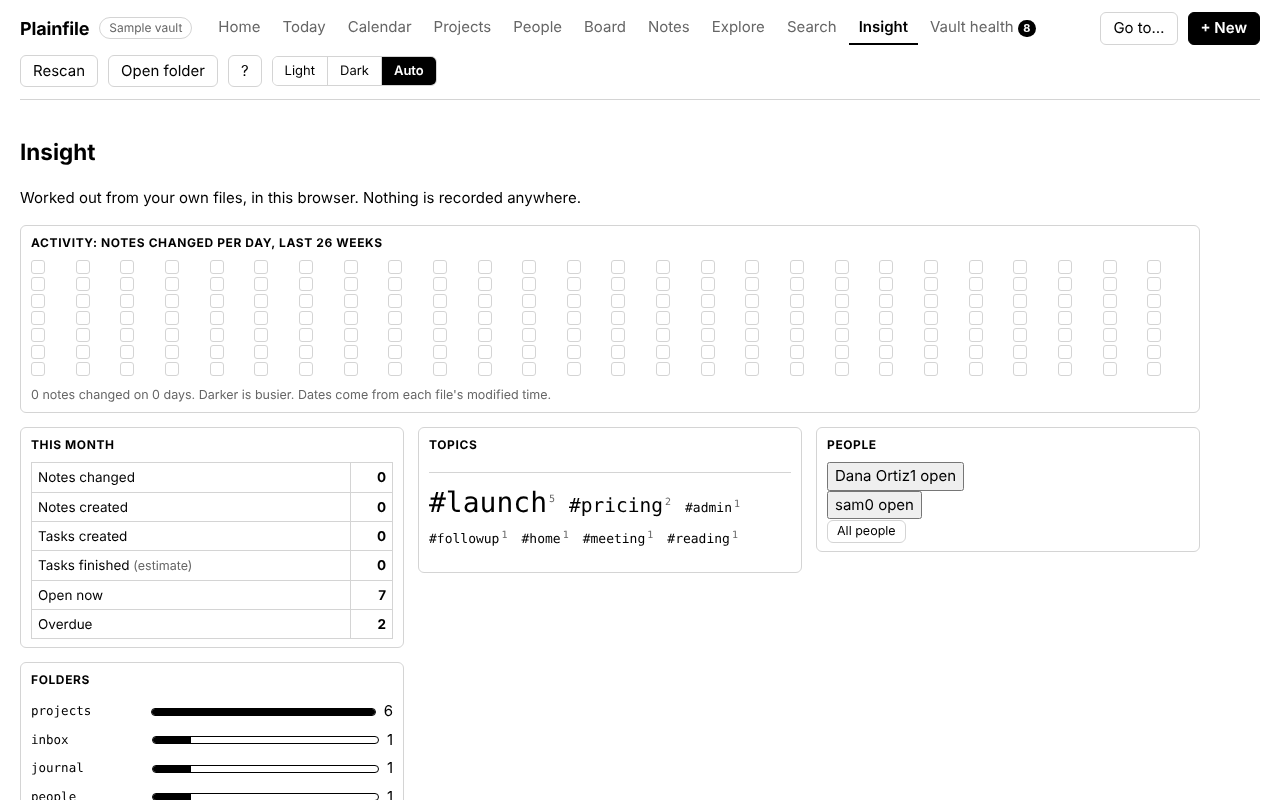 Plainfile Sample vault Home Today Calendar Projects People Board Notes Explore Search Insight Vault health 8 Go to... + New
Rescan Open folder ? Light Dark Auto
Insight
Worked out from your own files, in this browser. Nothing is recorded anywhere.
ACTIVITY: NOTES CHANGED PER DAY, LAST 26 WEEKS
0 notes changed on 0 days. Darker is busier. Dates come from each file's modified time.
THIS MONTH
Notes changed 0
Notes created 0
Tasks created 0
Tasks finished (estimate) 0
Open now 7
Overdue 2
TOPICS
#launch 5 #pricing 2 #admin 1
#followup 1 #home 1 #meeting 1 #reading 1
PEOPLE
Dana Ortiz1 open
sam0 open
All people
FOLDERS
projects 6
inbox 1
journal 1
people 1